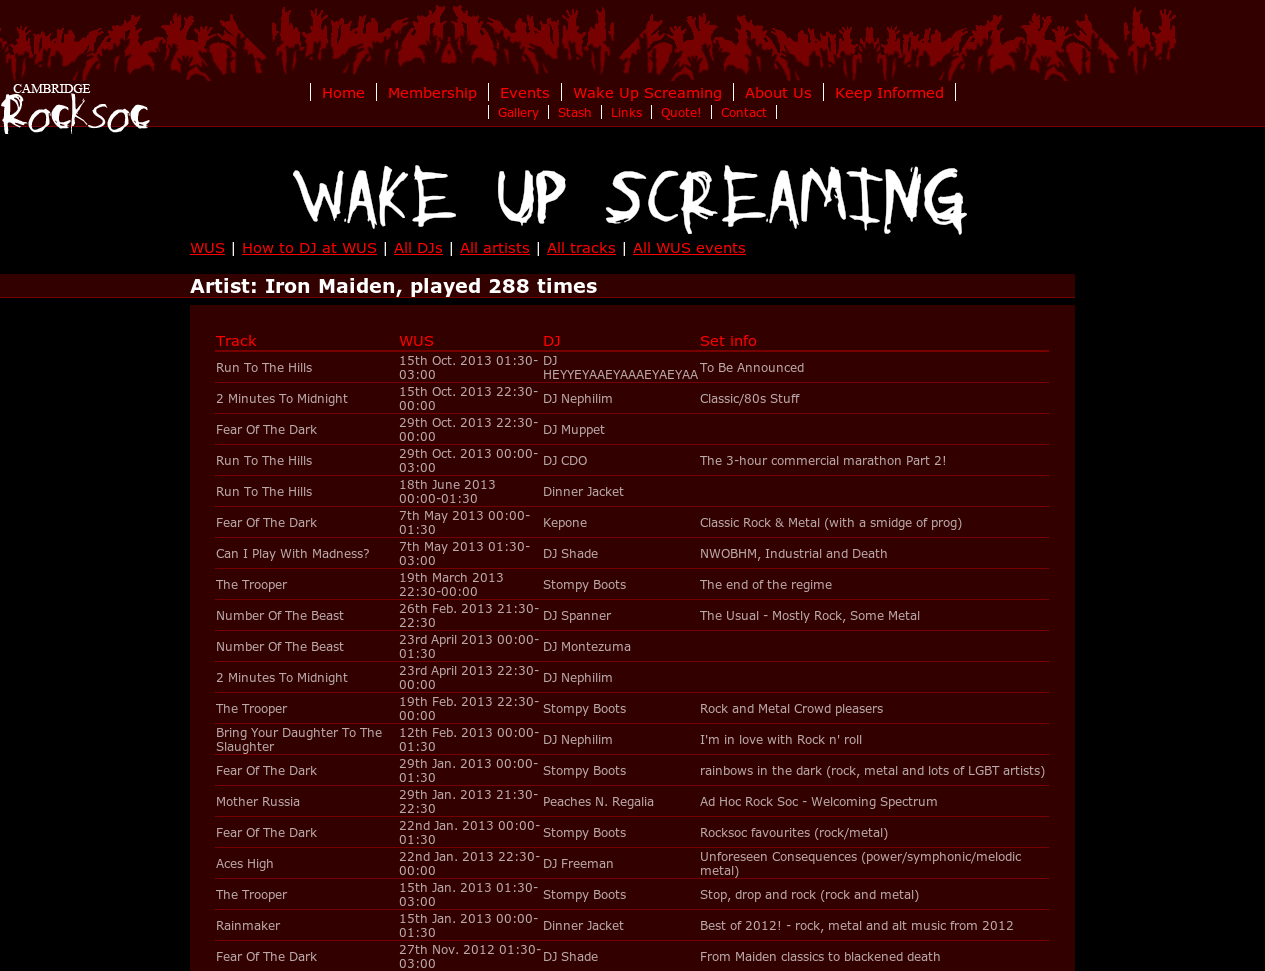 CAMBRIDGE
Rocksoc
Home
Membership
Events
Wake Up Screaming
About Us
Keep Informed
Gallery
Stash
Links
Quote!
Contact
WAKE UP SCREAMING
WUS | How to DJ at WUS | All DJs | All artists | All tracks | All WUS events
Artist: Iron Maiden, played 288 times
Track WUS DJ Set Info
Run To The Hills 15th Oct. 2013 01:30-03:00 DJ HEYYEYAAEYAAAEYAEYAA To Be Announced
2 Minutes To Midnight 15th Oct. 2013 22:30-00:00 DJ Nephilim Classic/80s Stuff
Fear Of The Dark 29th Oct. 2013 22:30-00:00 DJ Muppet
Run To The Hills 29th Oct. 2013 00:00-03:00 DJ CDO The 3-hour commercial marathon Part 2!
Run To The Hills 18th June 2013 00:00-01:30 Dinner Jacket
Fear Of The Dark 7th May 2013 00:00-01:30 Kepone Classic Rock & Metal (with a smidge of prog)
Can I Play With Madness? 7th May 2013 01:30-03:00 DJ Shade NWOBHM, Industrial and Death
The Trooper 19th March 2013 22:30-00:00 Stompy Boots The end of the regime
Number Of The Beast 26th Feb. 2013 21:30-22:30 DJ Spanner The Usual - Mostly Rock, Some Metal
Number Of The Beast 23rd April 2013 00:00-01:30 DJ Montezuma
2 Minutes To Midnight 23rd April 2013 22:30-00:00 DJ Nephilim
The Trooper 19th Feb. 2013 22:30-00:00 Stompy Boots Rock and Metal Crowd pleasers
Bring Your Daughter To The Slaughter 12th Feb. 2013 00:00-01:30 DJ Nephilim I'm in love with Rock n' roll
Fear Of The Dark 29th Jan. 2013 00:00-01:30 Stompy Boots rainbows in the dark (rock, metal and lots of LGBT artists)
Mother Russia 29th Jan. 2013 21:30-22:30 Peaches N. Regalia Ad Hoc Rock Soc - Welcoming Spectrum
Fear Of The Dark 22nd Jan. 2013 00:00-01:30 Stompy Boots Rocksoc favourites (rock/metal)
Aces High 22nd Jan. 2013 22:30-00:00 DJ Freeman Unforeseen Consequences (power/symphonic/melodic metal)
The Trooper 15th Jan. 2013 01:30-03:00 Stompy Boots Stop, drop and rock (rock and metal)
Rainmaker 15th Jan. 2013 00:00-01:30 Dinner Jacket Best of 2012! - rock, metal and alt music from 2012
Fear Of The Dark 27th Nov. 2012 01:30-03:00 DJ Shade From Maiden classics to blackened death